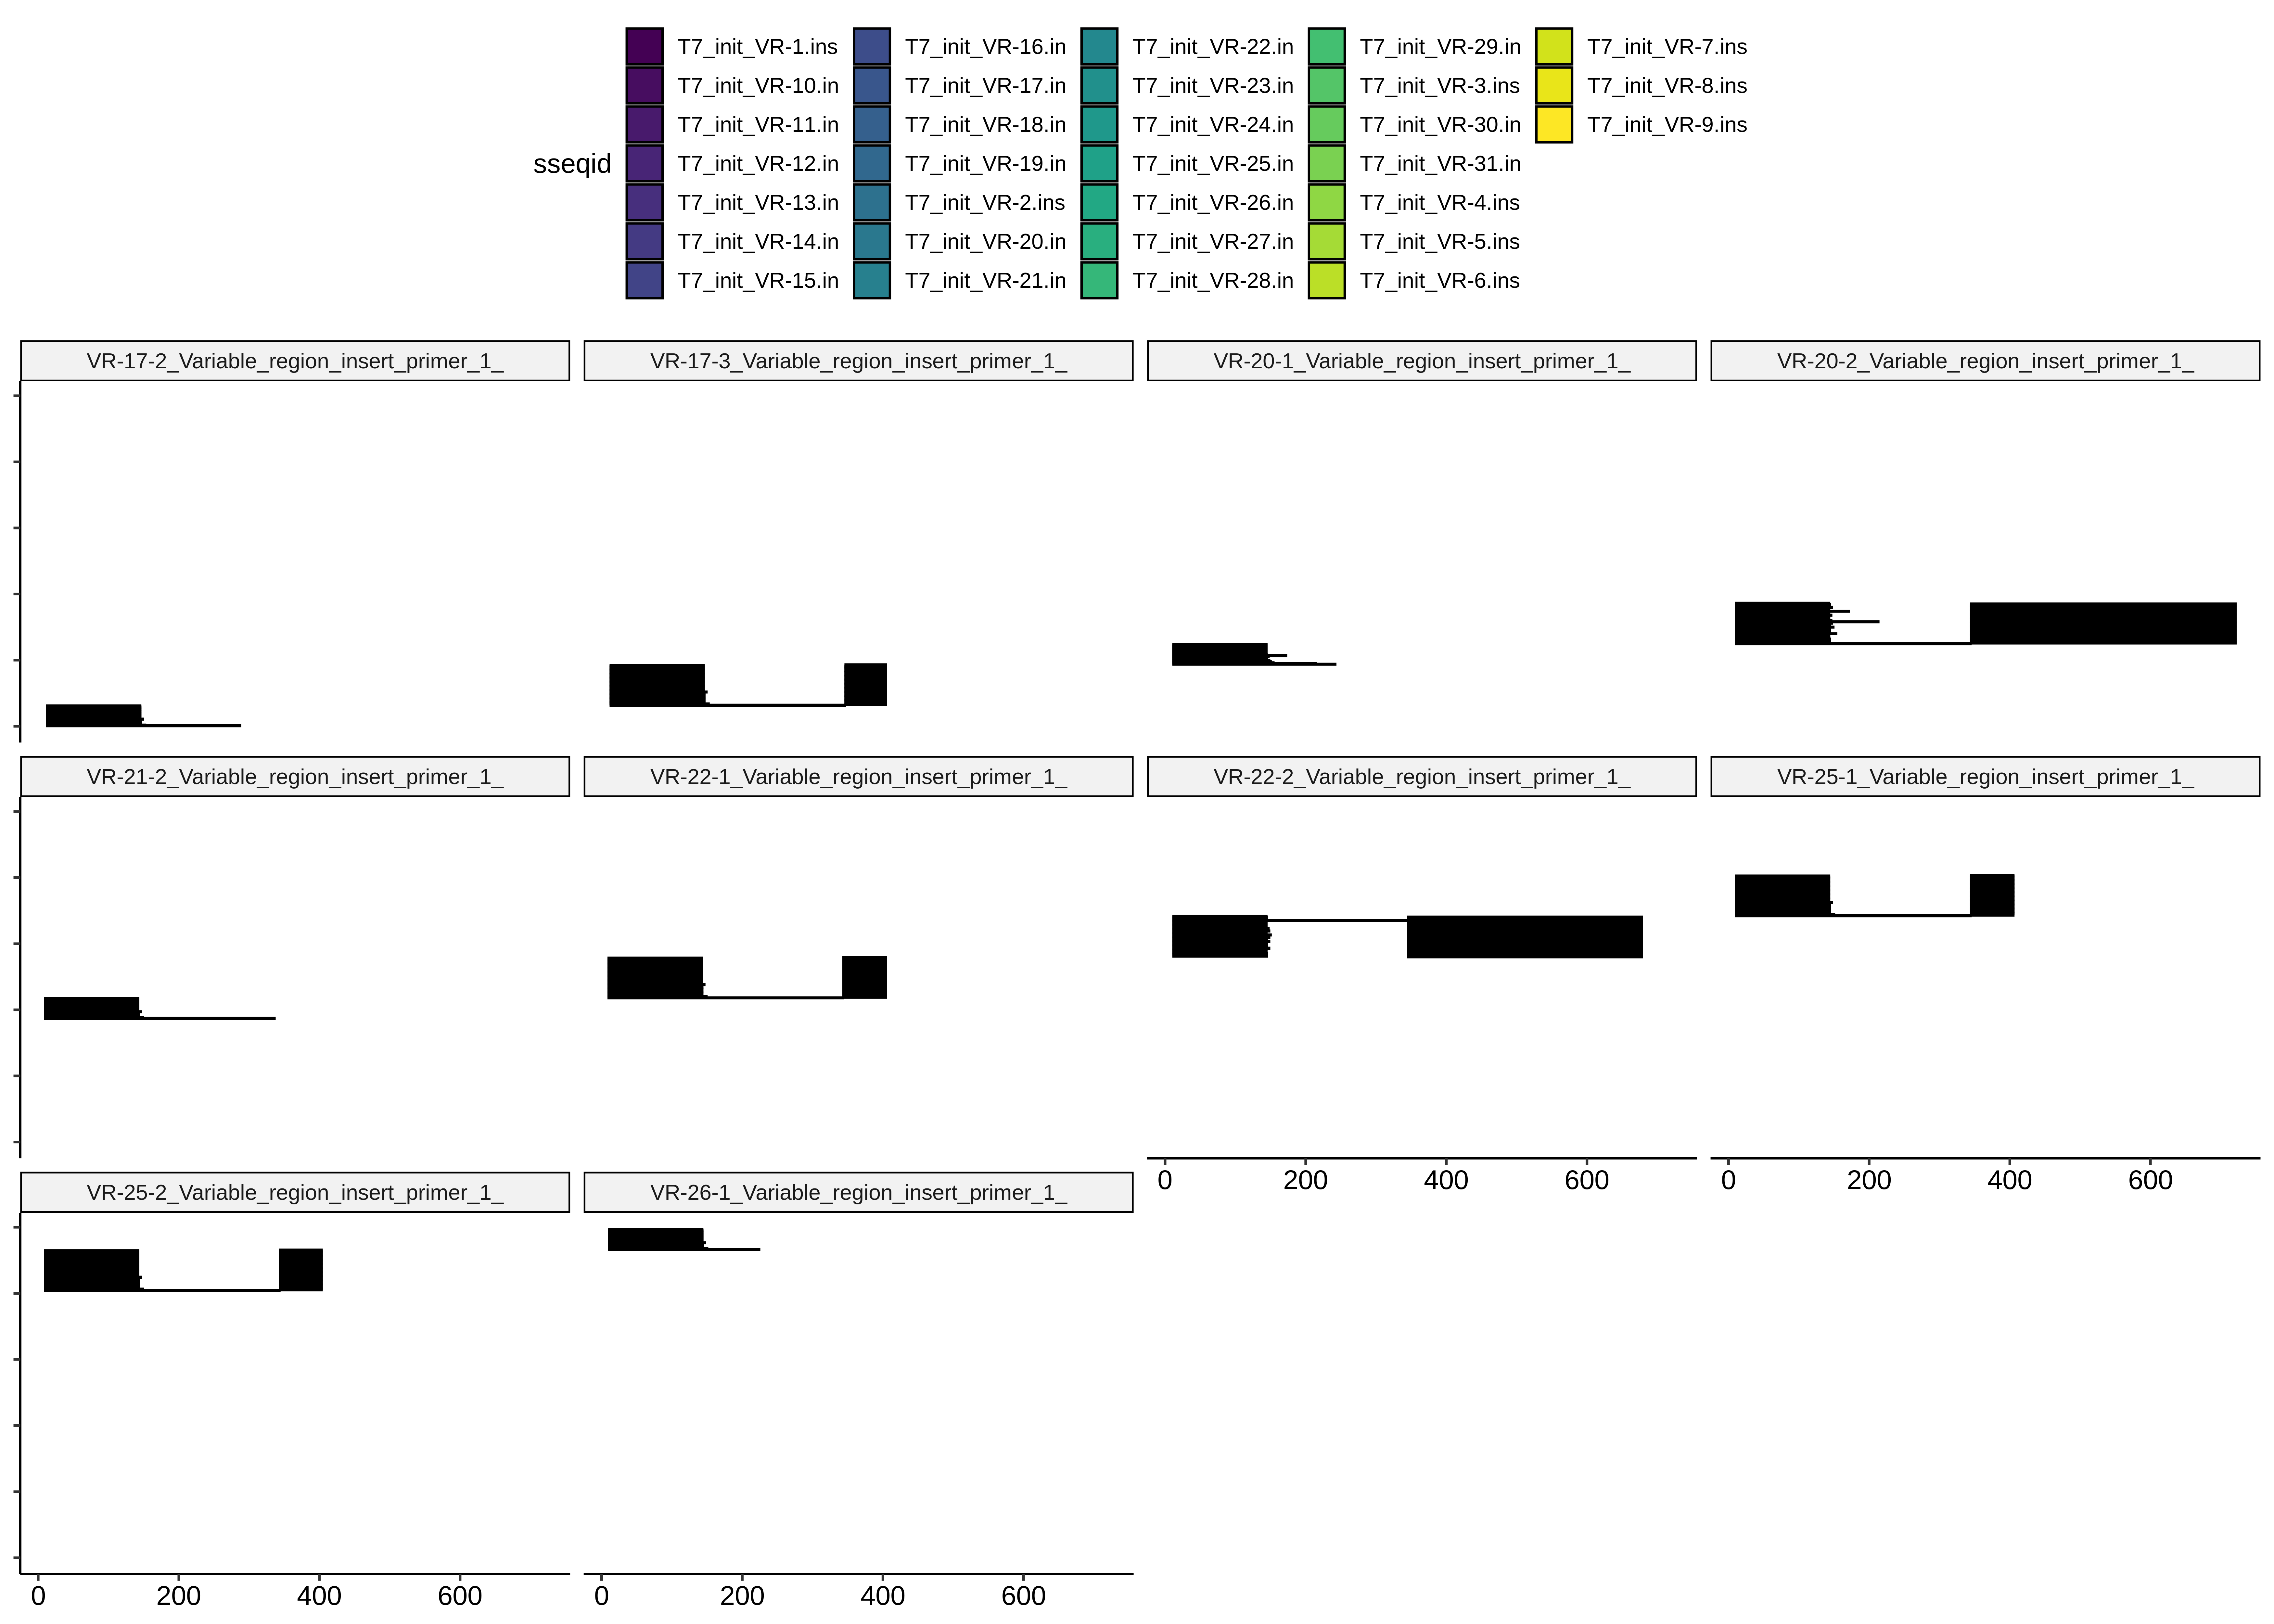 T7_init_VR-1.ins T7_init_VR-16.in T7_init_VR-22.in T7_init_VR-29.in T7_init_VR-7.ins
T7_init_VR-10.in T7_init_VR-17.in T7_init_VR-23.in T7_init_VR-3.ins T7_init_VR-8.ins
T7_init_VR-11.in T7_init_VR-18.in T7_init_VR-24.in T7_init_VR-30.in T7_init_VR-9.ins
sseqid T7_init_VR-12.in T7_init_VR-19.in T7_init_VR-25.in T7_init_VR-31.in
T7_init_VR-13.in T7_init_VR-2.ins T7_init_VR-26.in T7_init_VR-4.ins
T7_init_VR-14.in T7_init_VR-20.in T7_init_VR-27.in T7_init_VR-5.ins
T7_init_VR-15.in T7_init_VR-21.in T7_init_VR-28.in T7_init_VR-6.ins
VR-17-2_Variable_region_insert_primer_1_ VR-17-3_Variable_region_insert_primer_1_ VR-20-1_Variable_region_insert_primer_1_ VR-20-2_Variable_region_insert_primer_1_
VR-21-2_Variable_region_insert_primer_1_ VR-22-1_Variable_region_insert_primer_1_ VR-22-2_Variable_region_insert_primer_1_ VR-25-1_Variable_region_insert_primer_1_
0 200 400 600 0 200 400 600
VR-25-2_Variable_region_insert_primer_1_ VR-26-1_Variable_region_insert_primer_1_
0 200 400 600 0 200 400 600